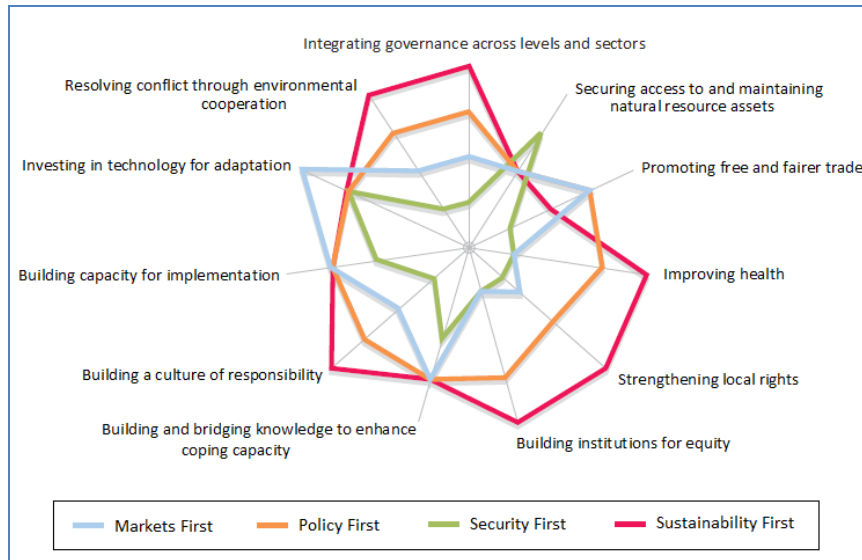 Integrating governance across levels and sectors
Resolving conflict through environmental
cooperation
Securing access to and maintaining
natural resource assets
Investing in technology for adaptation
Promoting free and fairer trade
Building capacity for implementation
Improving health
Building a culture of responsibility
Strengthening local rights
Building and bridging knowledge to enhance
coping capacity
Building institutions for equity
Markets First
Policy First
Security First
Sustainability First